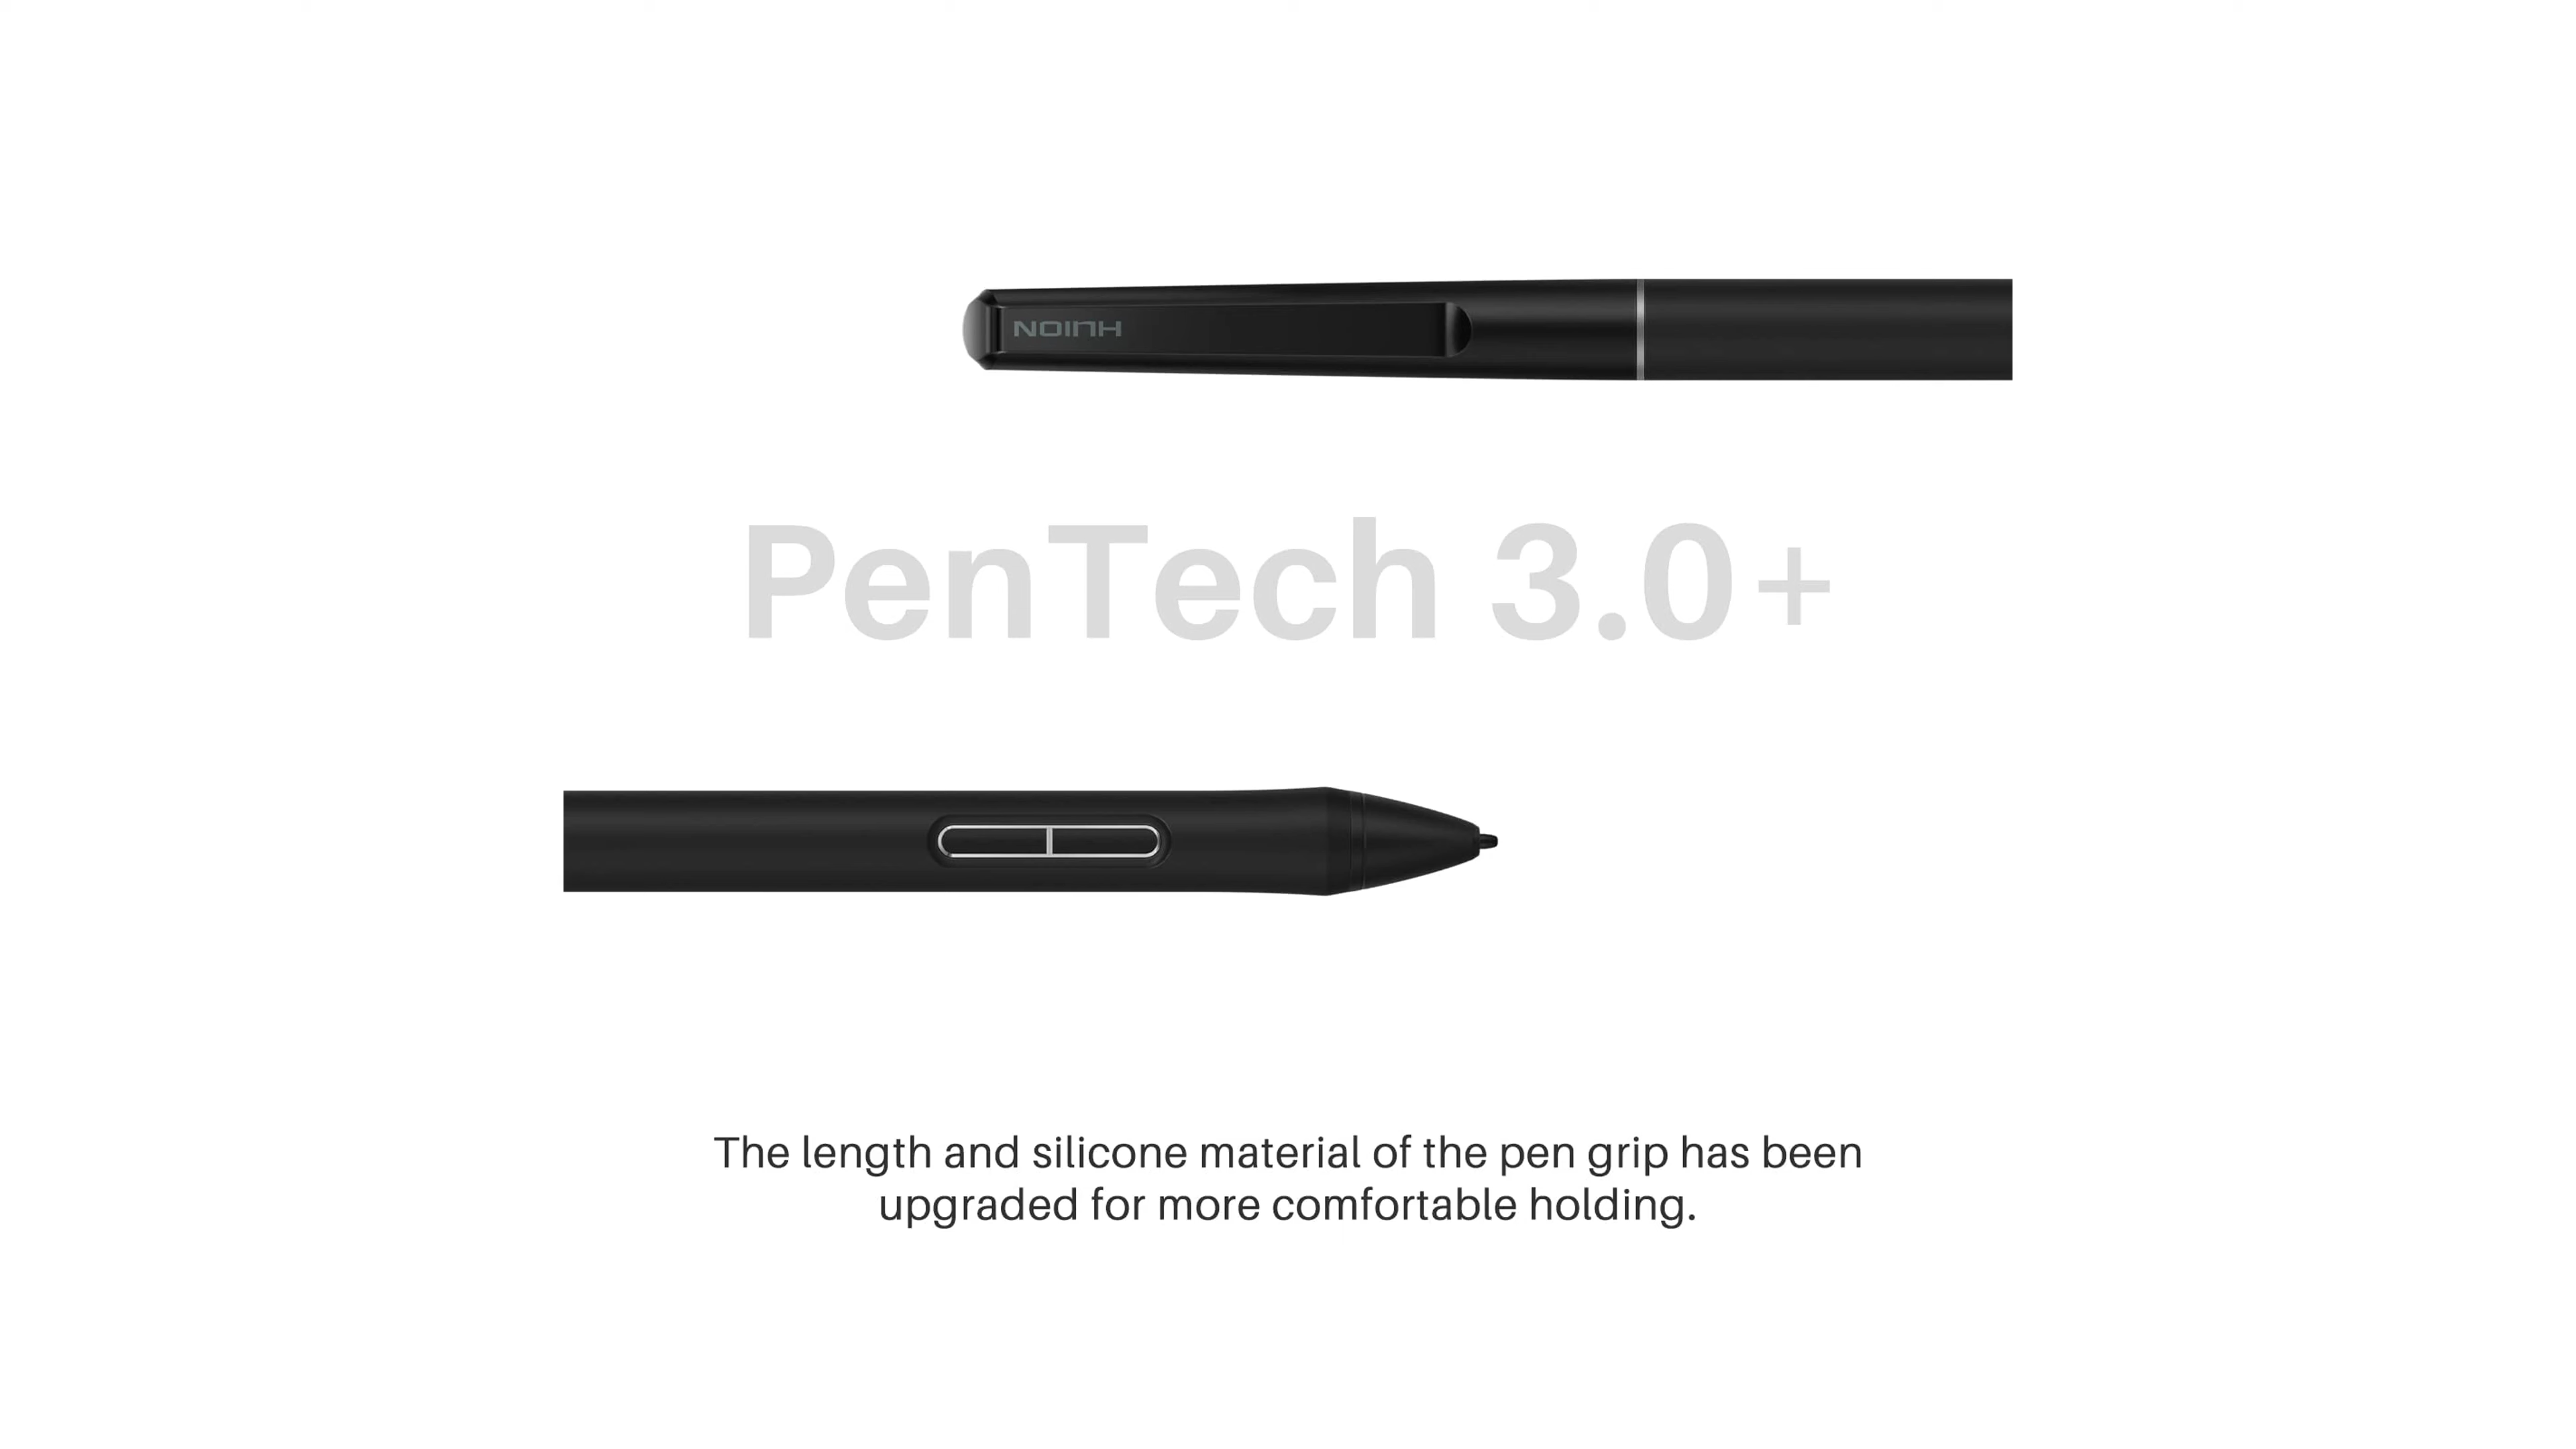 HUION
PenTech 3.0+
The length and silicone material of the pen grip has been
upgraded for more comfortable holding.